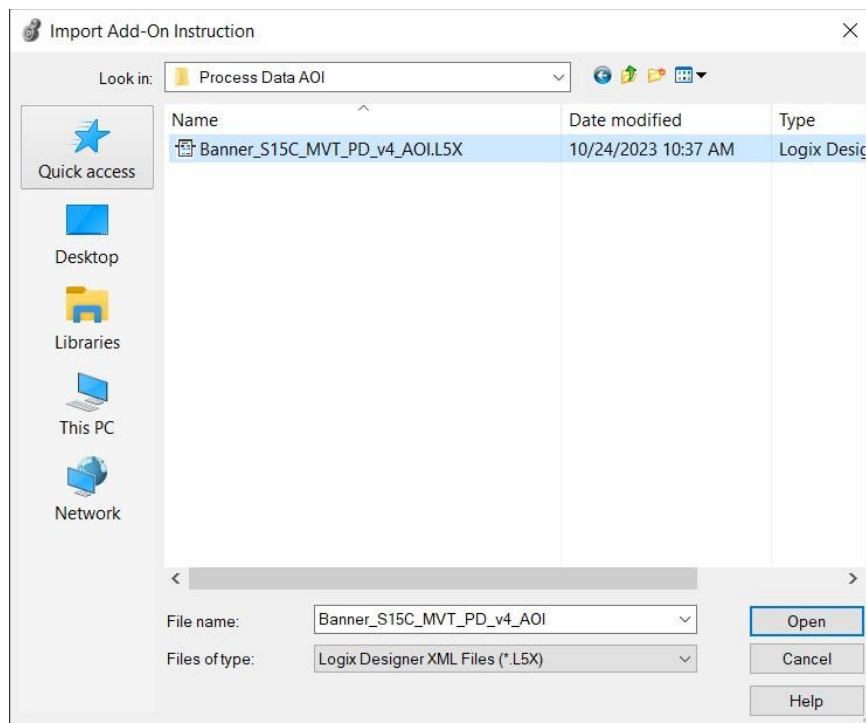 Import Add-On Instruction
Look in: Process Data AOI
Name Date modified Type
Banner_S15C_MVT_PD_v4_AOI.L5X 10/24/2023 10:37 AM Logix Desig
Quick access
Desktop
Libraries
This PC
Network
File name: Banner_S15C_MVT_PD_v4_AOI Open
Files of type: Logix Designer XML Files (*.L5X) Cancel
Help